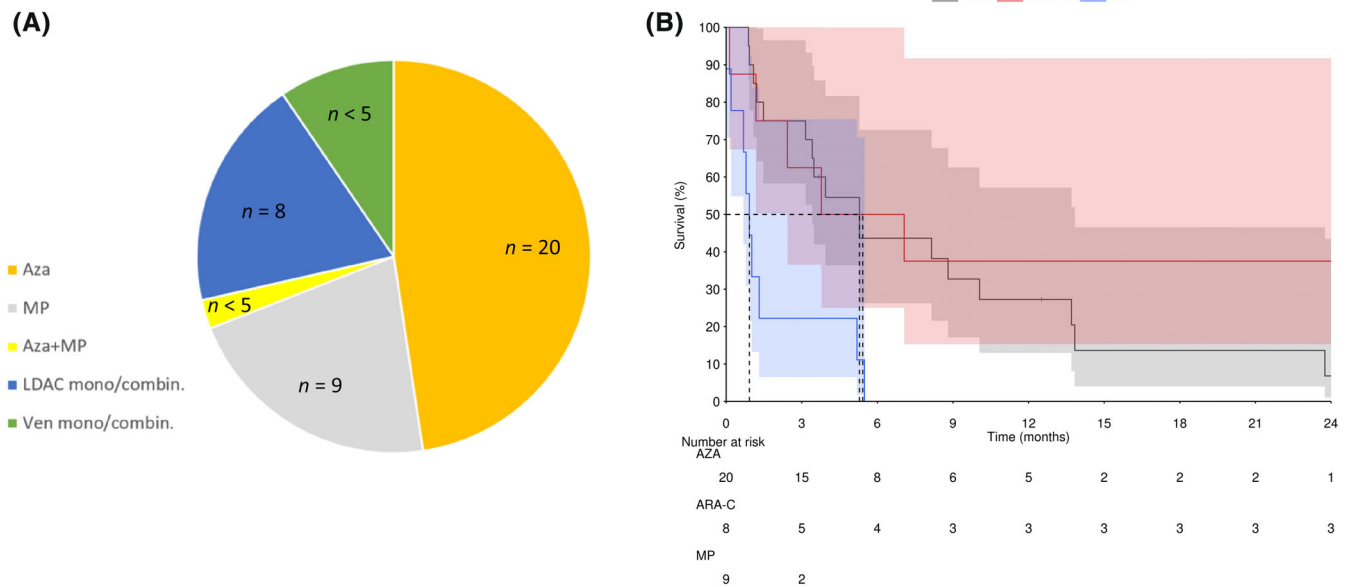 (A)
n < 5
n = 20
n = 8
n < 5
n = 9
Aza
MP
Aza+MP
LDAC mono/combin.
Ven mono/combin.
(B)
Survival (%)
100
90
80
70
60
50
40
30
20
10
0
0 3 6 9 12 15 18 21 24
Time (months)
Number at risk
AZA
20 15 8 6 5 2 2 2 1
ARA-C
8 5 4 3 3 3 3 3 3
MP
9 2